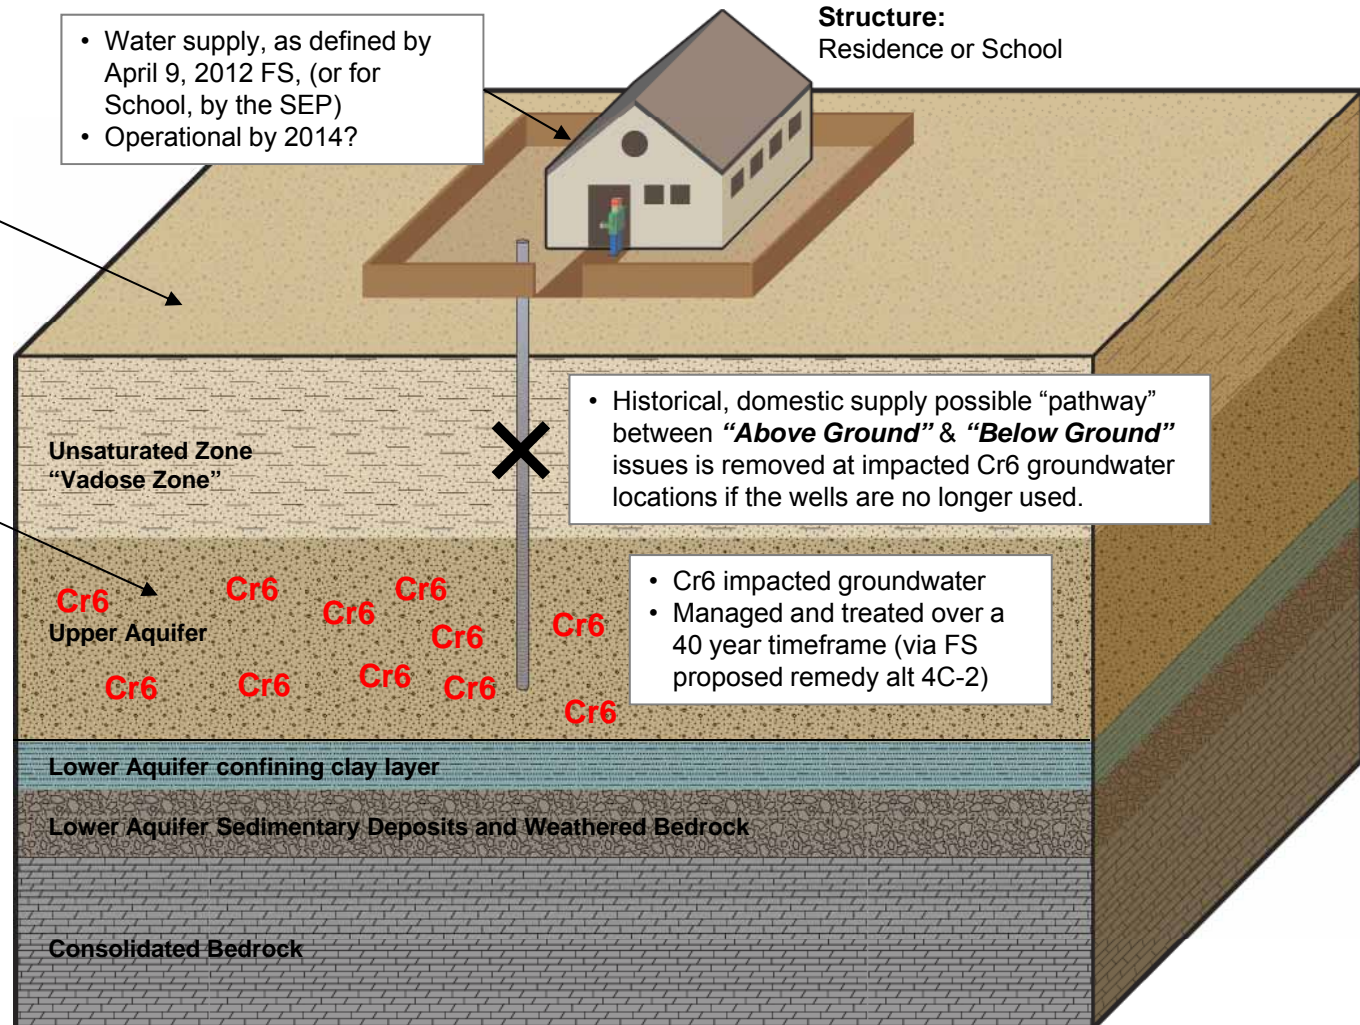 Structure:
Residence or School
• Water supply, as defined by
April 9, 2012 FS, (or for
School, by the SEP)
• Operational by 2014?
• Historical, domestic supply possible “pathway”
between “Above Ground” & “Below Ground”
issues is removed at impacted Cr6 groundwater
locations if the wells are no longer used.
Unsaturated Zone
“Vadose Zone”
• Cr6 impacted groundwater
• Managed and treated over a
40 year timeframe (via FS
proposed remedy alt 4C-2)
Cr6
Cr6
Cr6
Cr6
Cr6
Cr6
Upper Aquifer
Cr6
Cr6
Cr6
Cr6
Cr6
Lower Aquifer confining clay layer
Lower Aquifer Sedimentary Deposits and Weathered Bedrock
Consolidated Bedrock